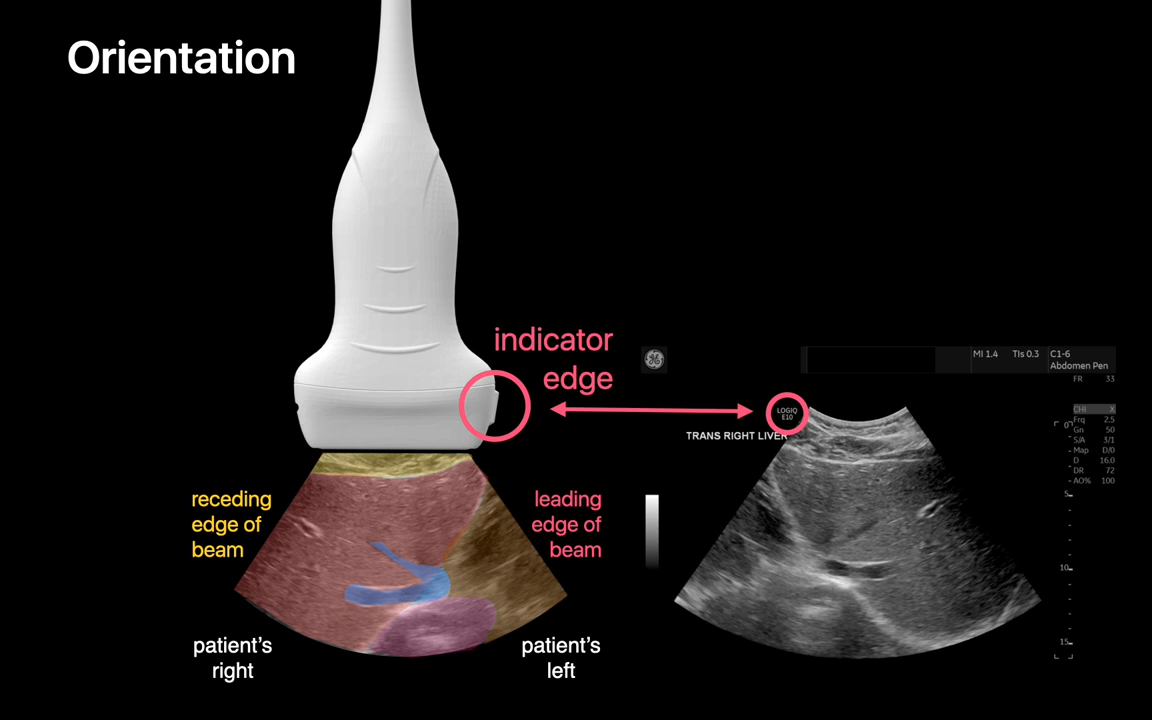 Orientation
indicator
edge
MI 1.4 TIs 0.3 C1-6
Abdomen Pen
FR 33
LOGIQ
E10
TRANS RIGHT LIVER
CHI X
Frq 2.5
Gn 50
S/A 3/1
Map D/0
D 16.0
DR 72
AO% 100
0
5
10
15
receding
edge of
beam
leading
edge of
beam
patient's
right
patient's
left